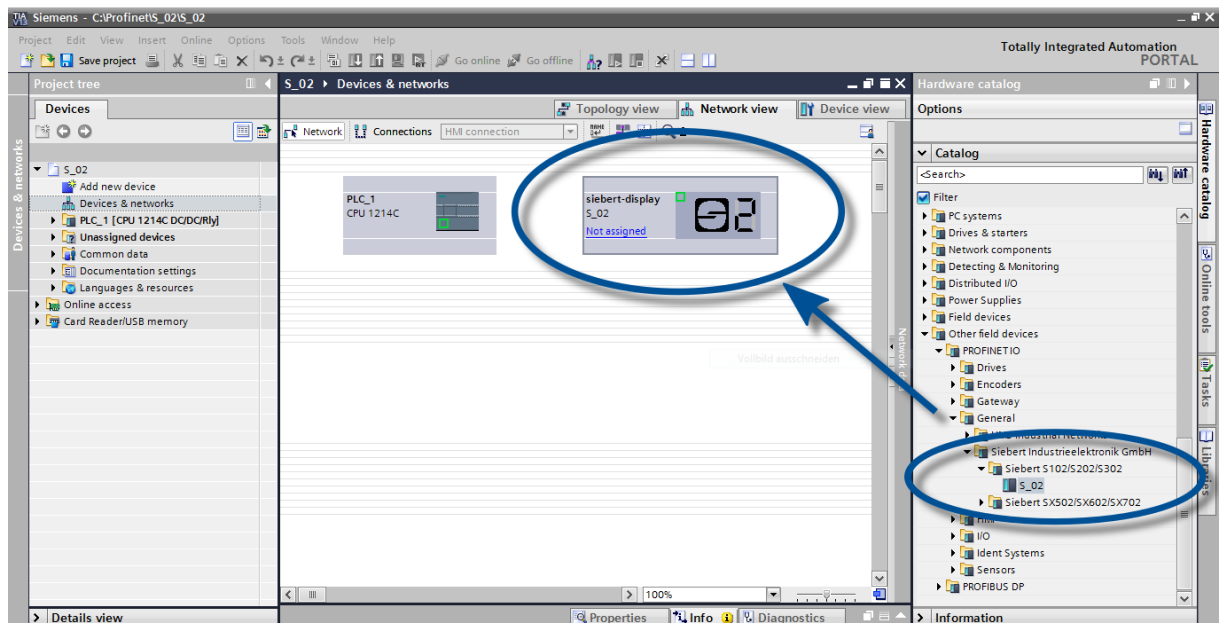 Siemens - C:\Profinet\S_02\S_02
Project Edit View Insert Online Options Tools Window Help
Save project Go online Go offline
Totally Integrated Automation
PORTAL
Project tree
S_02 Devices & networks
Hardware catalog
Devices
Topology view Network view Device view
Options
Network Connections HMI connection
Catalog
<Search>
Filter
S_02
Add new device
Devices & networks
PLC_1 [CPU 1214C DC/DC/Rly]
Unassigned devices
Common data
Documentation settings
Languages & resources
Online access
Card Reader/USB memory
Devices & networks
PLC_1
CPU 1214C
siebert-display
S_02
Not assigned
Vollbild ausschneiden
PC systems
Drives & starters
Network components
Detecting & Monitoring
Distributed I/O
Power Supplies
Field devices
Other field devices
PROFINET IO
Drives
Encoders
Gateway
General
Siebert Industrieelektronik GmbH
Siebert S102/S202/S302
S_02
Siebert SX502/SX602/SX702
HMI
I/O
Ident Systems
Sensors
PROFIBUS DP
Hardware catalog
Online tools
Tasks
Libraries
100%
Details view
Properties Info Diagnostics
Information